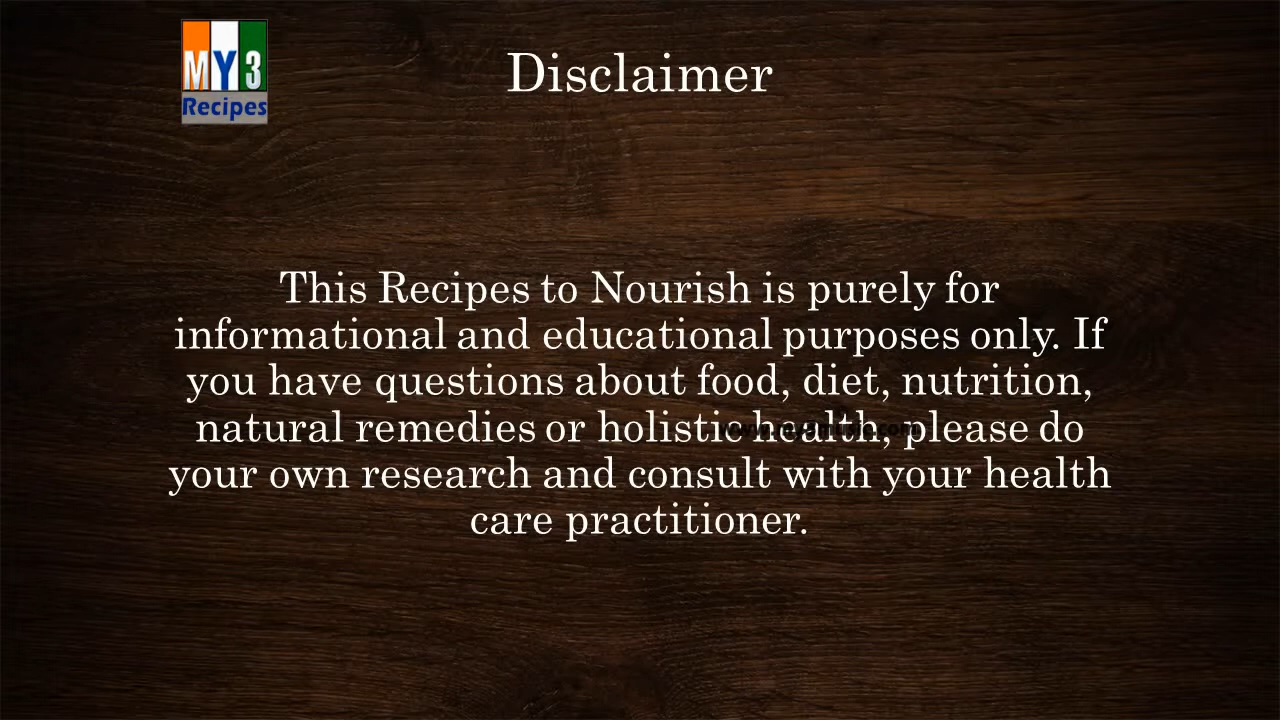 MY3
Recipes
Disclaimer
This Recipes to Nourish is purely for
informational and educational purposes only. If
you have questions about food, diet, nutrition,
natural remedies or holistic health, please do
your own research and consult with your health
care practitioner.